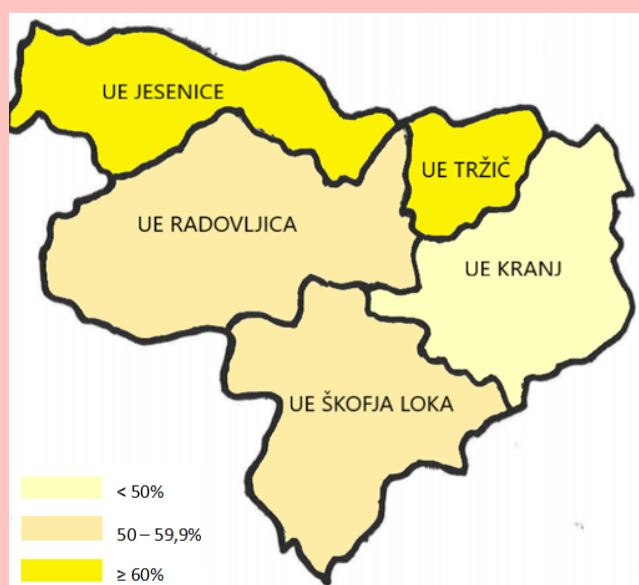 UE JESENICE
UE TRŽIČ
UE RADOVLJICA
UE KRANJ
UE ŠKOFJA LOKA
< 50%
50 – 59,9%
≥ 60%